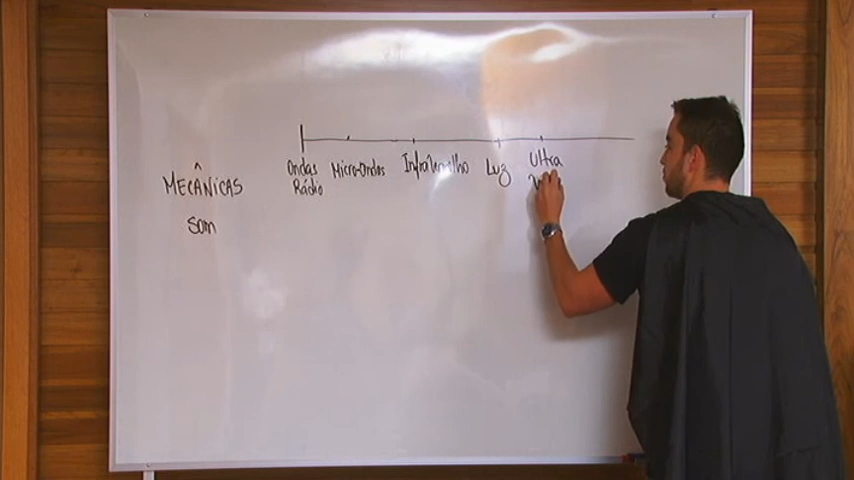 MECÂNICAS
som
Ondas
Rádio
Micro-Ondas
Infravermelho
Luz
Ultra